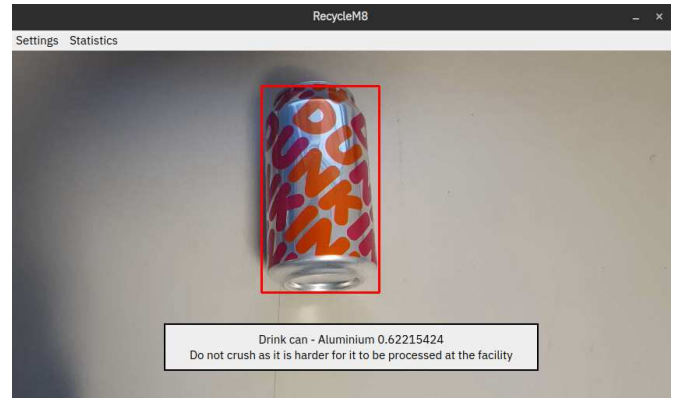 RecycleM8
Settings Statistics
DUNKIN'
Drink can - Aluminium 0.62215424
Do not crush as it is harder for it to be processed at the facility